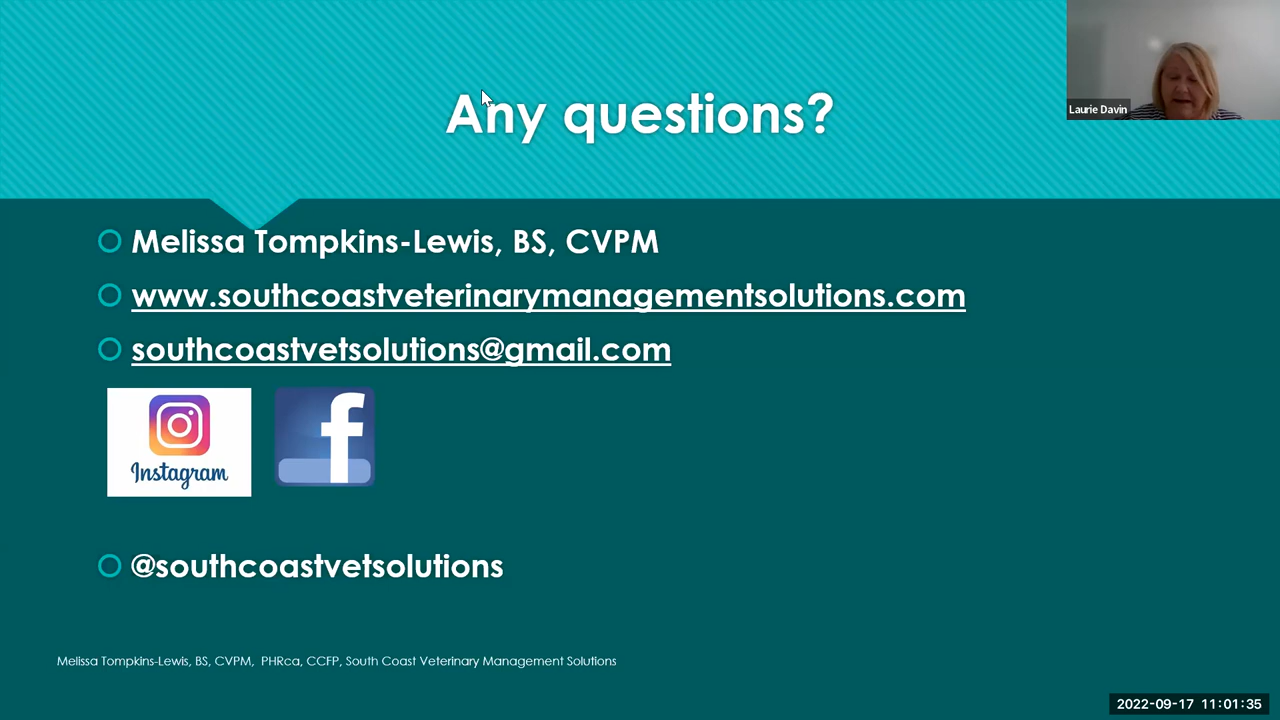 Any questions?
Laurie Davin
Melissa Tompkins-Lewis, BS, CVPM
www.southcoastveterinarymanagementsolutions.com
southcoastvetsolutions@gmail.com
Instagram
f
@southcoastvetsolutions
Melissa Tompkins-Lewis, BS, CVPM, PHRca, CCFP, South Coast Veterinary Management Solutions
2022-09-17 11:01:35